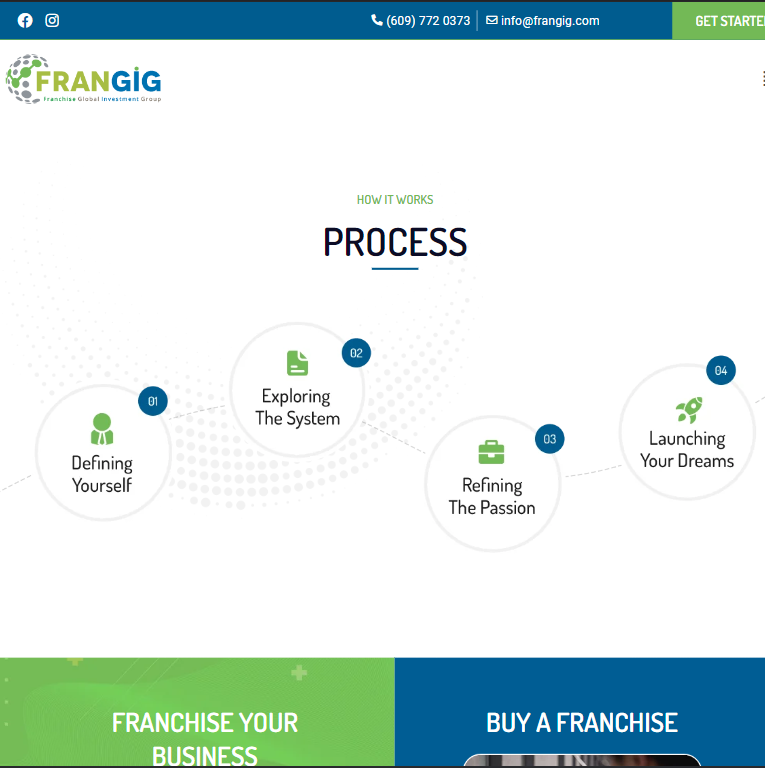 (609) 772 0373
info@frangig.com
GET STARTE
FRANGiG
Franchise Global Investment Group
HOW IT WORKS
PROCESS
01
Defining
Yourself
02
Exploring
The System
03
Refining
The Passion
04
Launching
Your Dreams
FRANCHISE YOUR
BUSINESS
BUY A FRANCHISE